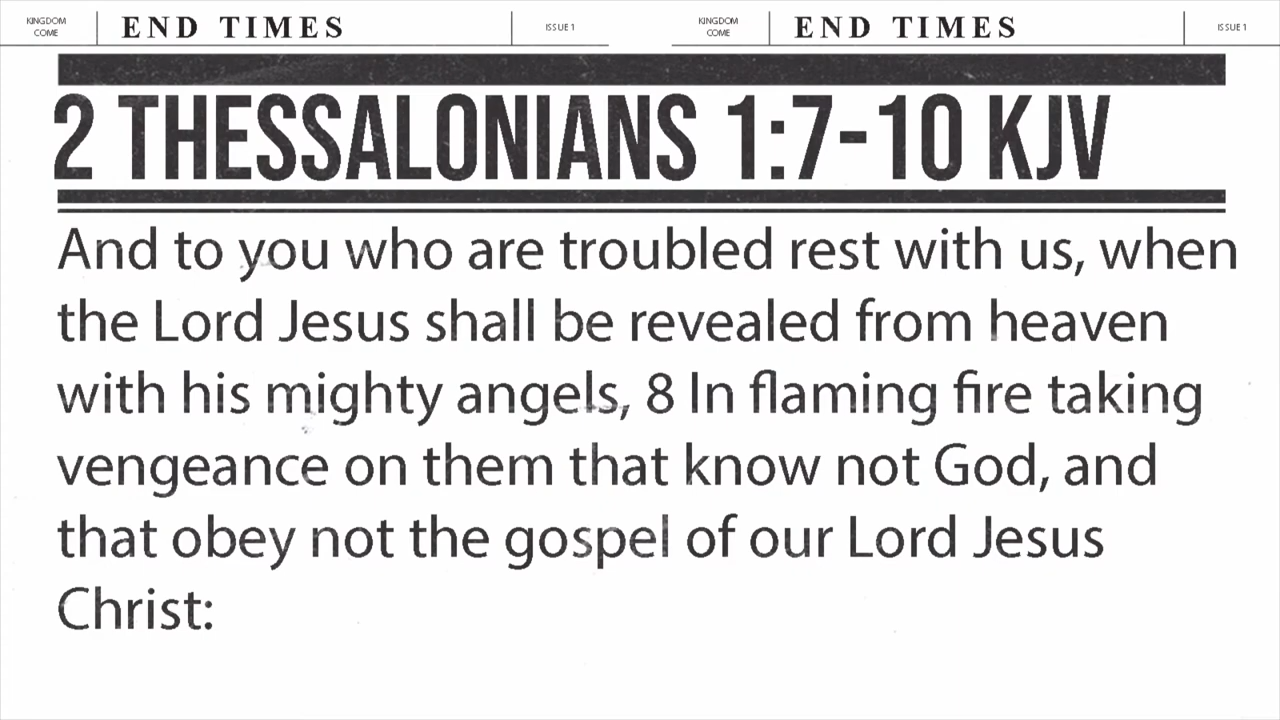 KINGDOM
COME
END TIMES
ISSUE 1
KINGDOM
COME
END TIMES
ISSUE 1
2 THESSALONIANS 1:7-10 KJV
And to you who are troubled rest with us, when
the Lord Jesus shall be revealed from heaven
with his mighty angels, 8 In flaming fire taking
vengeance on them that know not God, and
that obey not the gospel of our Lord Jesus
Christ: